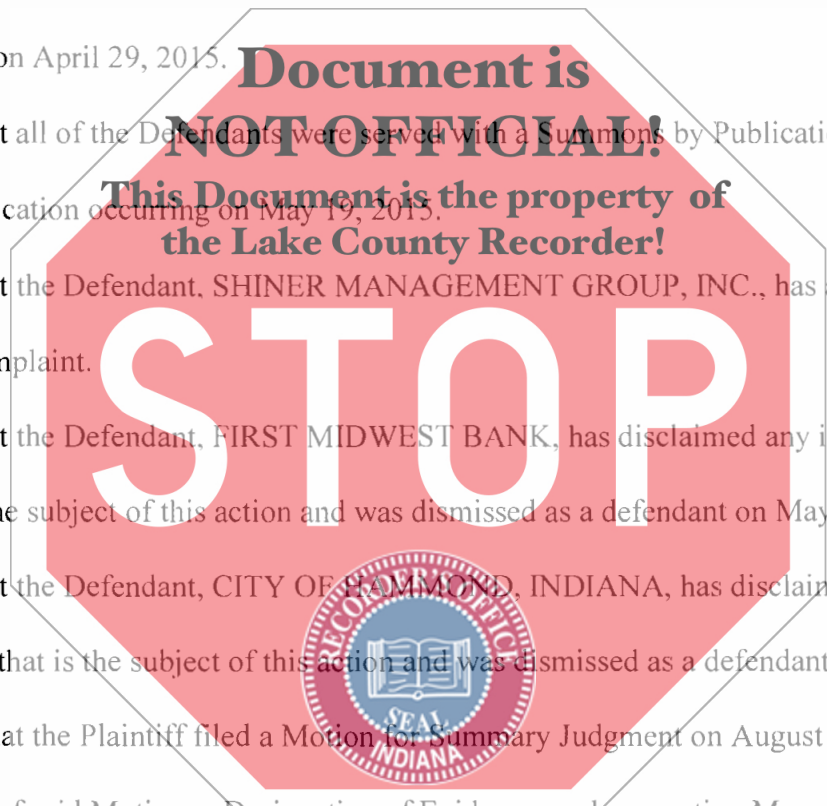 on April 29, 2015.
Document is
t all of the Defendants were served with a Summons by Publicati
NOT OFFICIAL!
This Document is the property of
cation occurring on May 19, 2015.
the Lake County Recorder!
t the Defendant, SHINER MANAGEMENT GROUP, INC., has
STOP
nplaint.
t the Defendant, FIRST MIDWEST BANK, has disclaimed any i
e subject of this action and was dismissed as a defendant on May
t the Defendant, CITY OF HAMMOND, INDIANA, has disclaim
RECORDER'S OFFICE
that is the subject of this action and was dismissed as a defendant
SEAL
at the Plaintiff filed a Motion for Summary Judgment on August
INDIANA